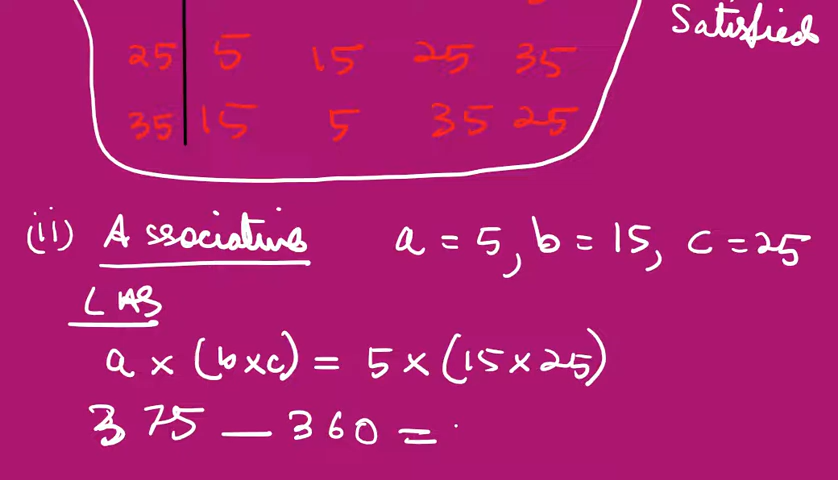 Satisfied
25 5 15 25 35
35 15 5 35 25
(ii) Associative a = 5, b = 15, c = 25
LHS
a × (b×c) = 5 × (15×25)
375 — 360 =